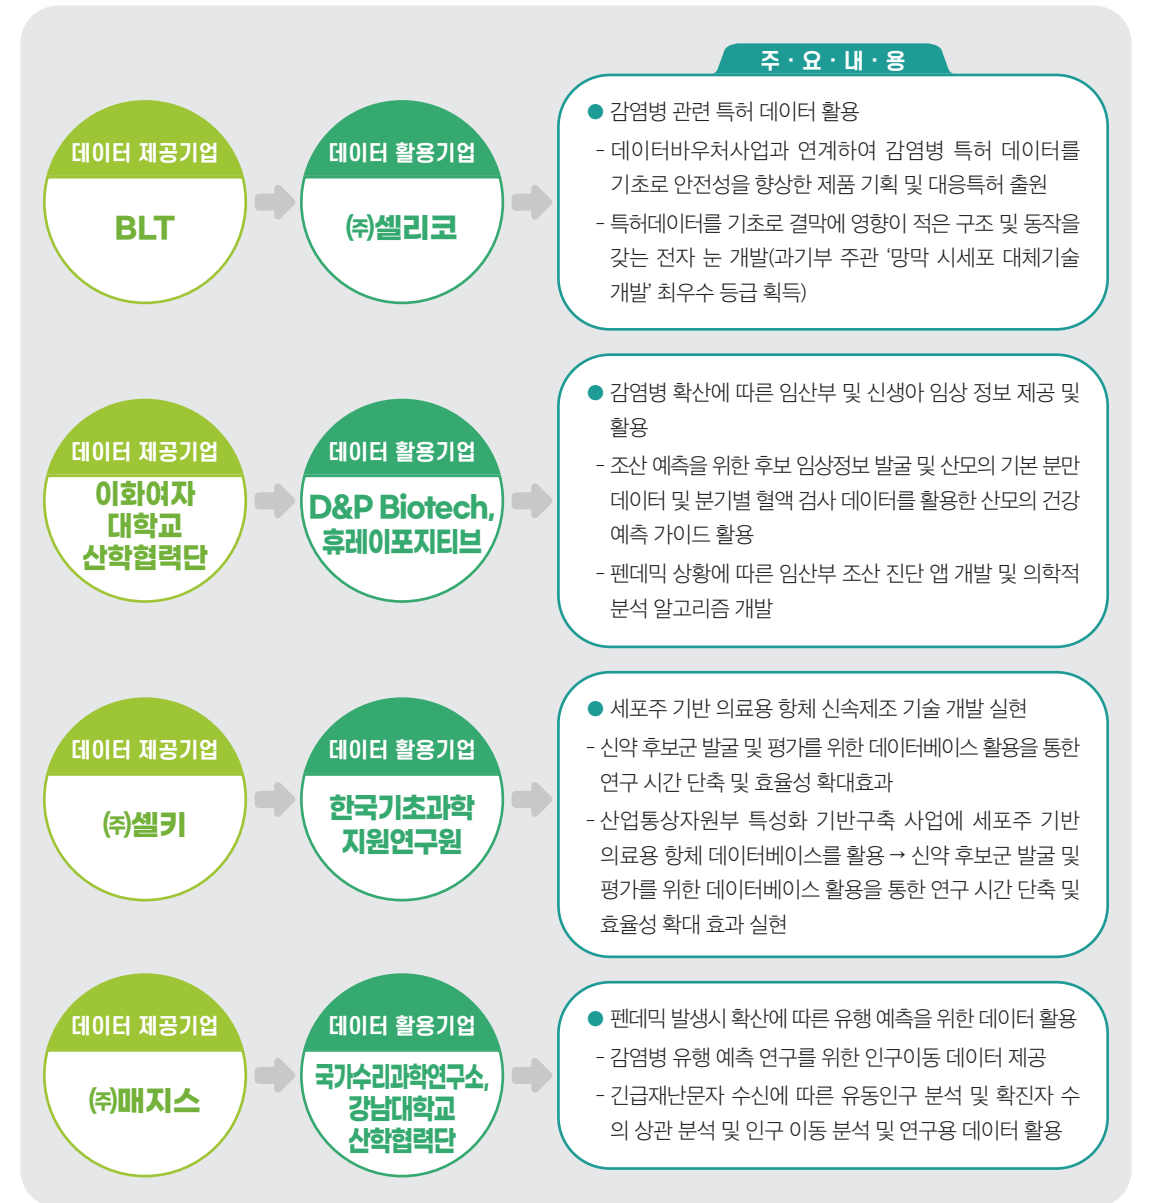 주·요·내·용
데이터 제공기업
BLT
데이터 활용기업
㈜셀리코
● 감염병 관련 특허 데이터 활용
- 데이터바우처사업과 연계하여 감염병 특허 데이터를
기초로 안전성을 향상한 제품 기획 및 대응특허 출원
- 특허데이터를 기초로 결막에 영향이 적은 구조 및 동작을
갖는 전자 눈 개발(과기부 주관 ‘망막 시세포 대체기술
개발’ 최우수 등급 획득)
데이터 제공기업
이화여자
대학교
산학협력단
데이터 활용기업
D&P Biotech,
휴레이포지티브
● 감염병 확산에 따른 임산부 및 신생아 임상 정보 제공 및
활용
- 조산 예측을 위한 후보 임상정보 발굴 및 산모의 기본 분만
데이터 및 분기별 혈액 검사 데이터를 활용한 산모의 건강
예측 가이드 활용
- 펜데믹 상황에 따른 임산부 조산 진단 앱 개발 및 의학적
분석 알고리즘 개발
데이터 제공기업
㈜셀키
데이터 활용기업
한국기초과학
지원연구원
● 세포주 기반 의료용 항체 신속제조 기술 개발 실현
- 신약 후보군 발굴 및 평가를 위한 데이터베이스 활용을 통한
연구 시간 단축 및 효율성 확대효과
- 산업통상자원부 특성화 기반구축 사업에 세포주 기반
의료용 항체 데이터베이스를 활용 → 신약 후보군 발굴 및
평가를 위한 데이터베이스 활용을 통한 연구 시간 단축 및
효율성 확대 효과 실현
데이터 제공기업
㈜매지스
데이터 활용기업
국가수리과학연구소,
강남대학교
산학협력단
● 펜데믹 발생시 확산에 따른 유행 예측을 위한 데이터 활용
- 감염병 유행 예측 연구를 위한 인구이동 데이터 제공
- 긴급재난문자 수신에 따른 유동인구 분석 및 확진자 수
의 상관 분석 및 인구 이동 분석 및 연구용 데이터 활용